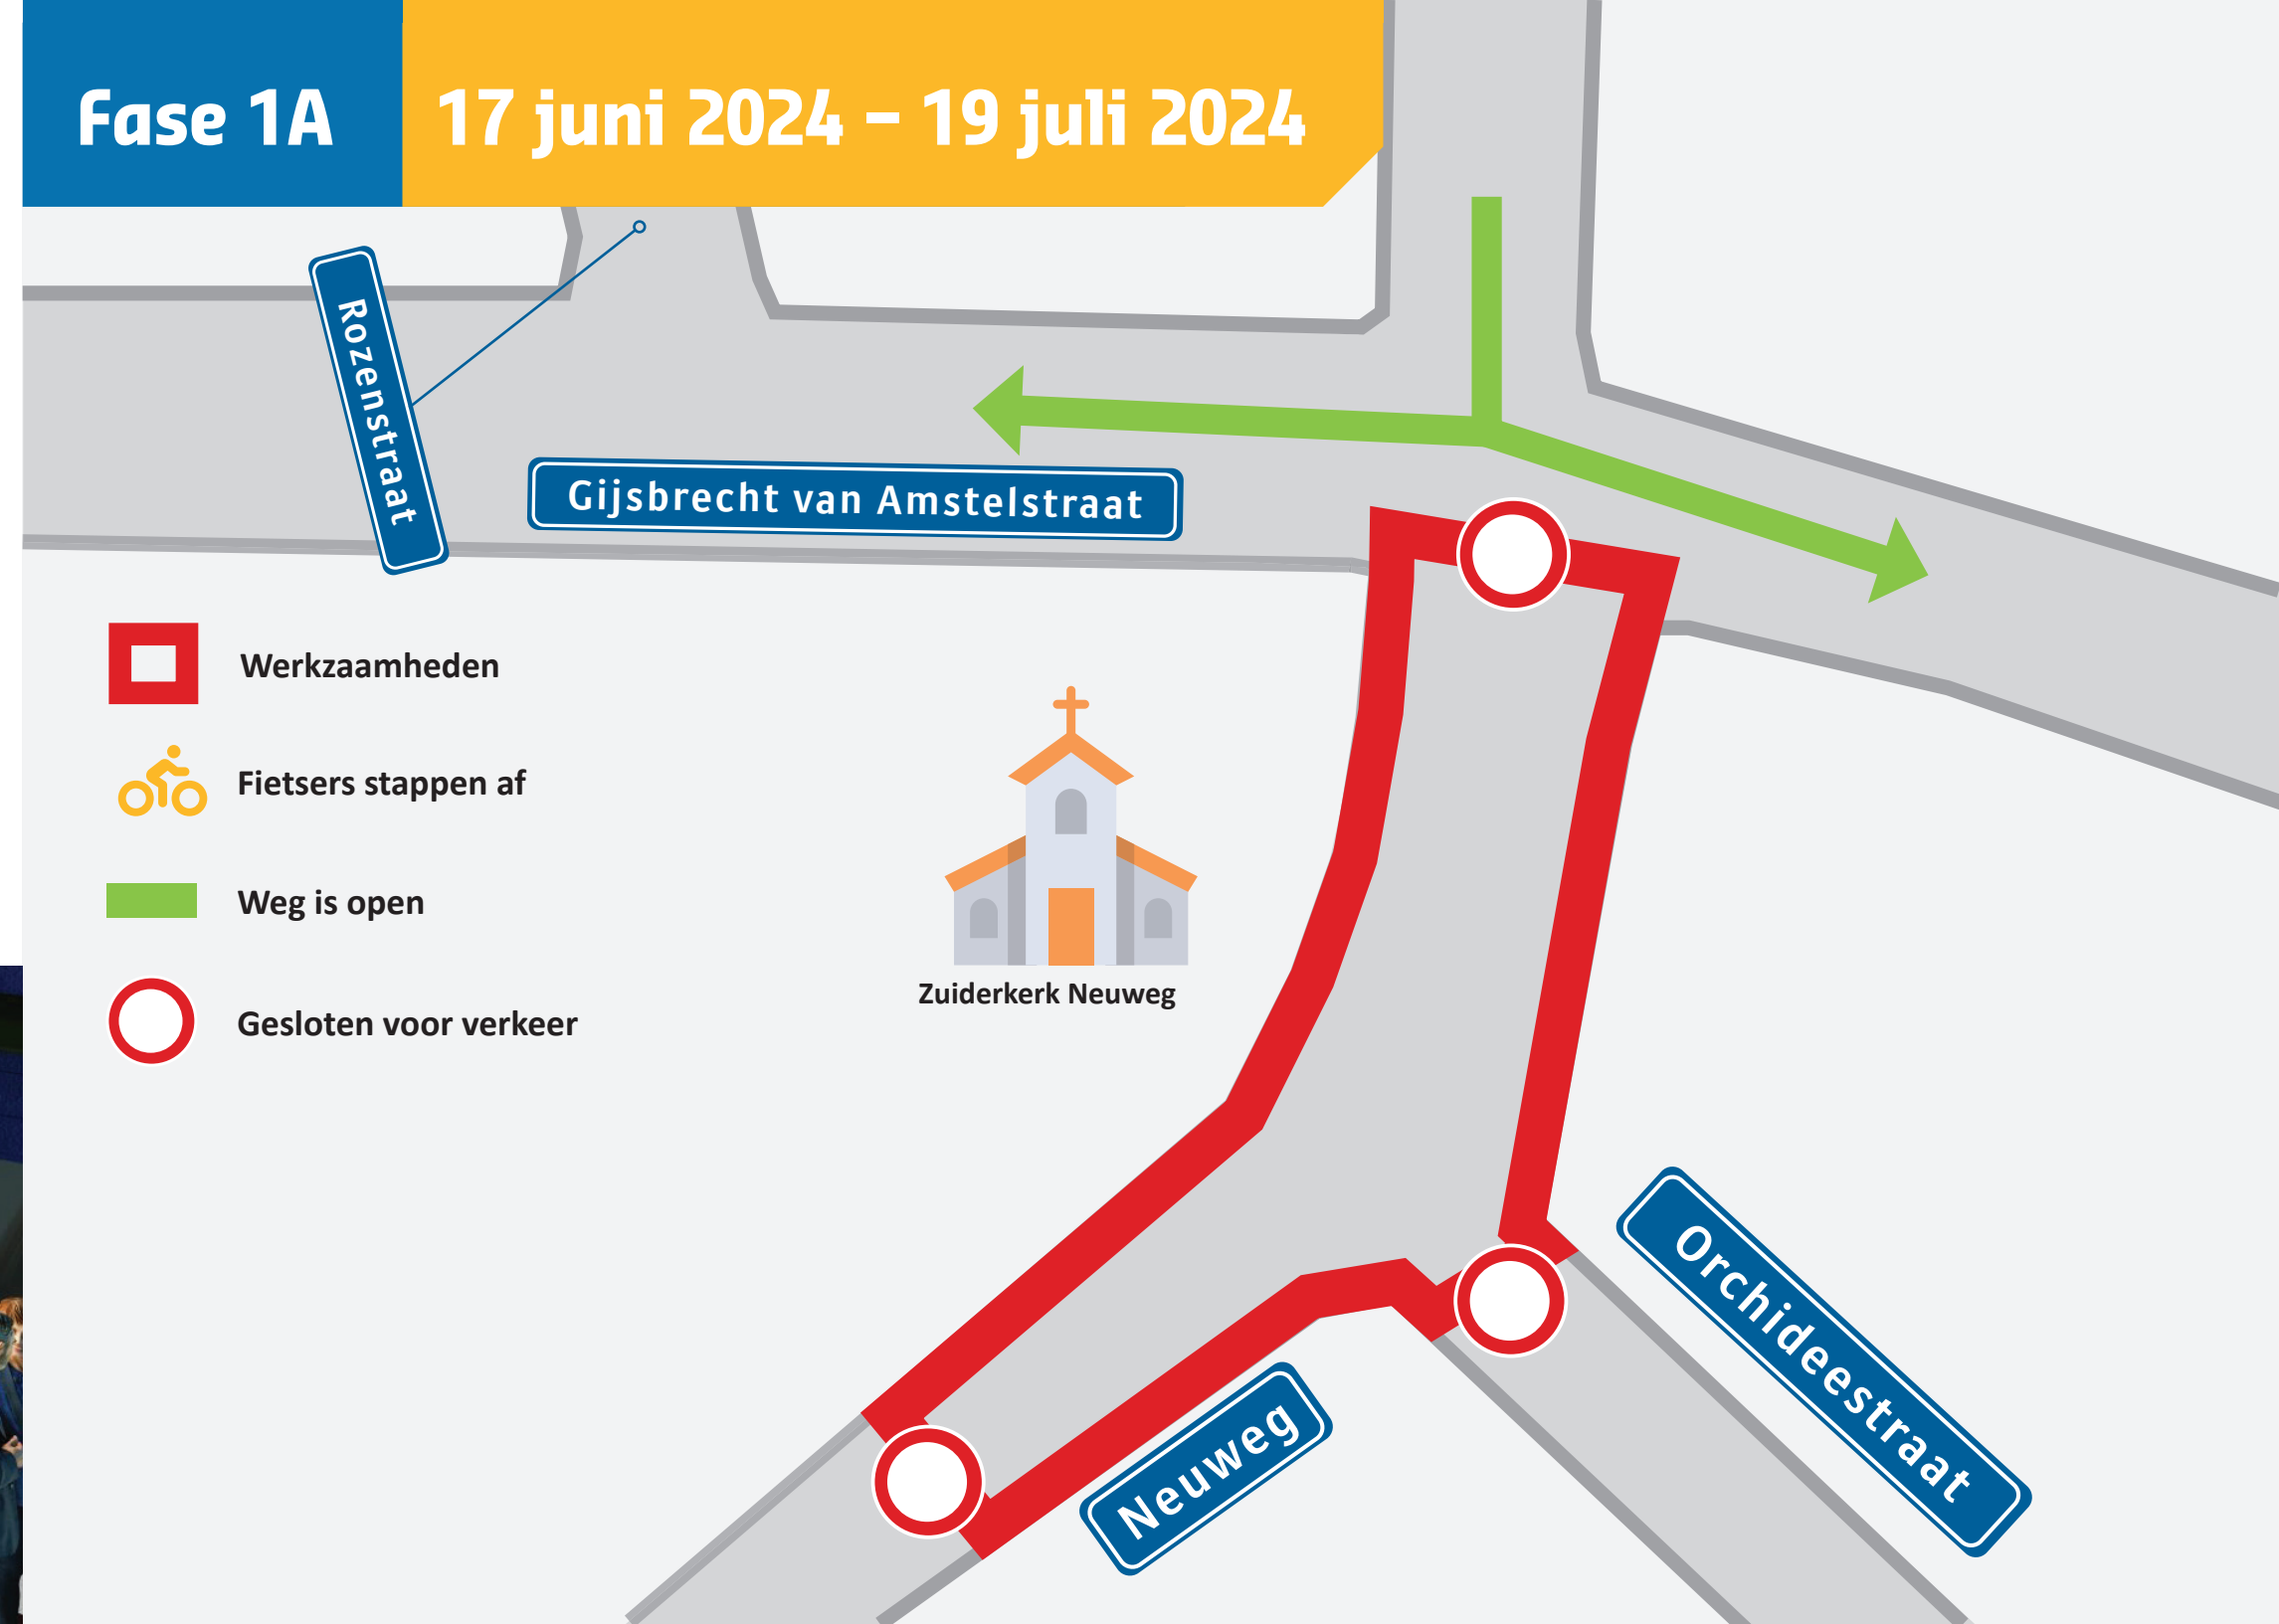 Fase 1A
17 juni 2024 – 19 juli 2024
Rozenstraat
Gijsbrecht van Amstelstraat
Werkzaamheden
Fietsers stappen af
Weg is open
Gesloten voor verkeer
Zuiderkerk Neuweg
Orchideestraat
Neuweg